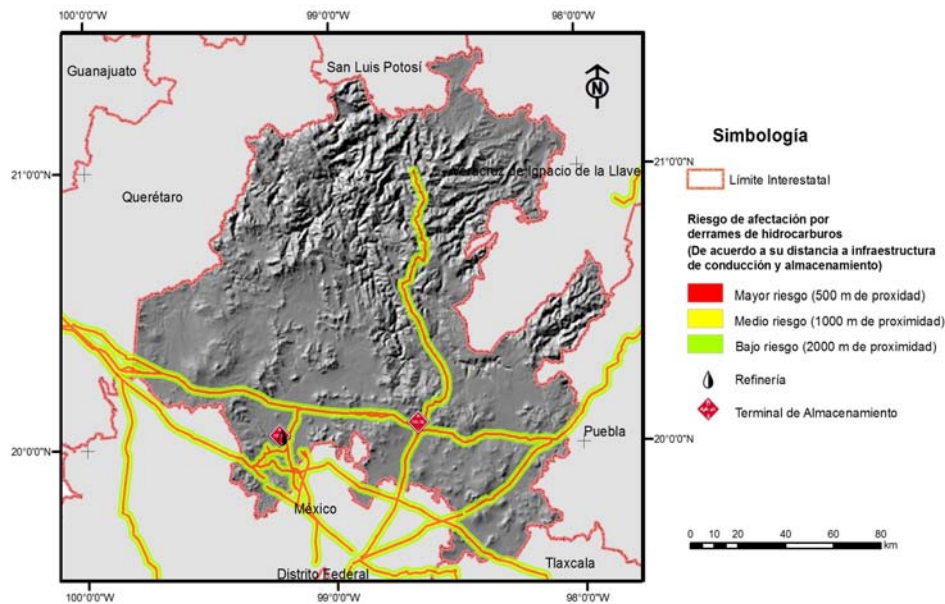 100°0'0"W 99°0'0"W 98°0'0"W
Guanajuato
San Luis Potosí
N
21°0'0"N
21°0'0"N
Veracruz de Ignacio de la Llave
Querétaro
20°0'0"N
20°0'0"N
Puebla
México
Tlaxcala
Distrito Federal
100°0'0"W 99°0'0"W 98°0'0"W
Simbología
Límite Interestatal
Riesgo de afectación por
derrames de hidrocarburos
(De acuerdo a su distancia a infraestructura
de conducción y almacenamiento)
Mayor riesgo (500 m de proxidad)
Medio riesgo (1000 m de proximidad)
Bajo riesgo (2000 m de proximidad)
Refinería
Terminal de Almacenamiento
0 10 20 40 60 80
km